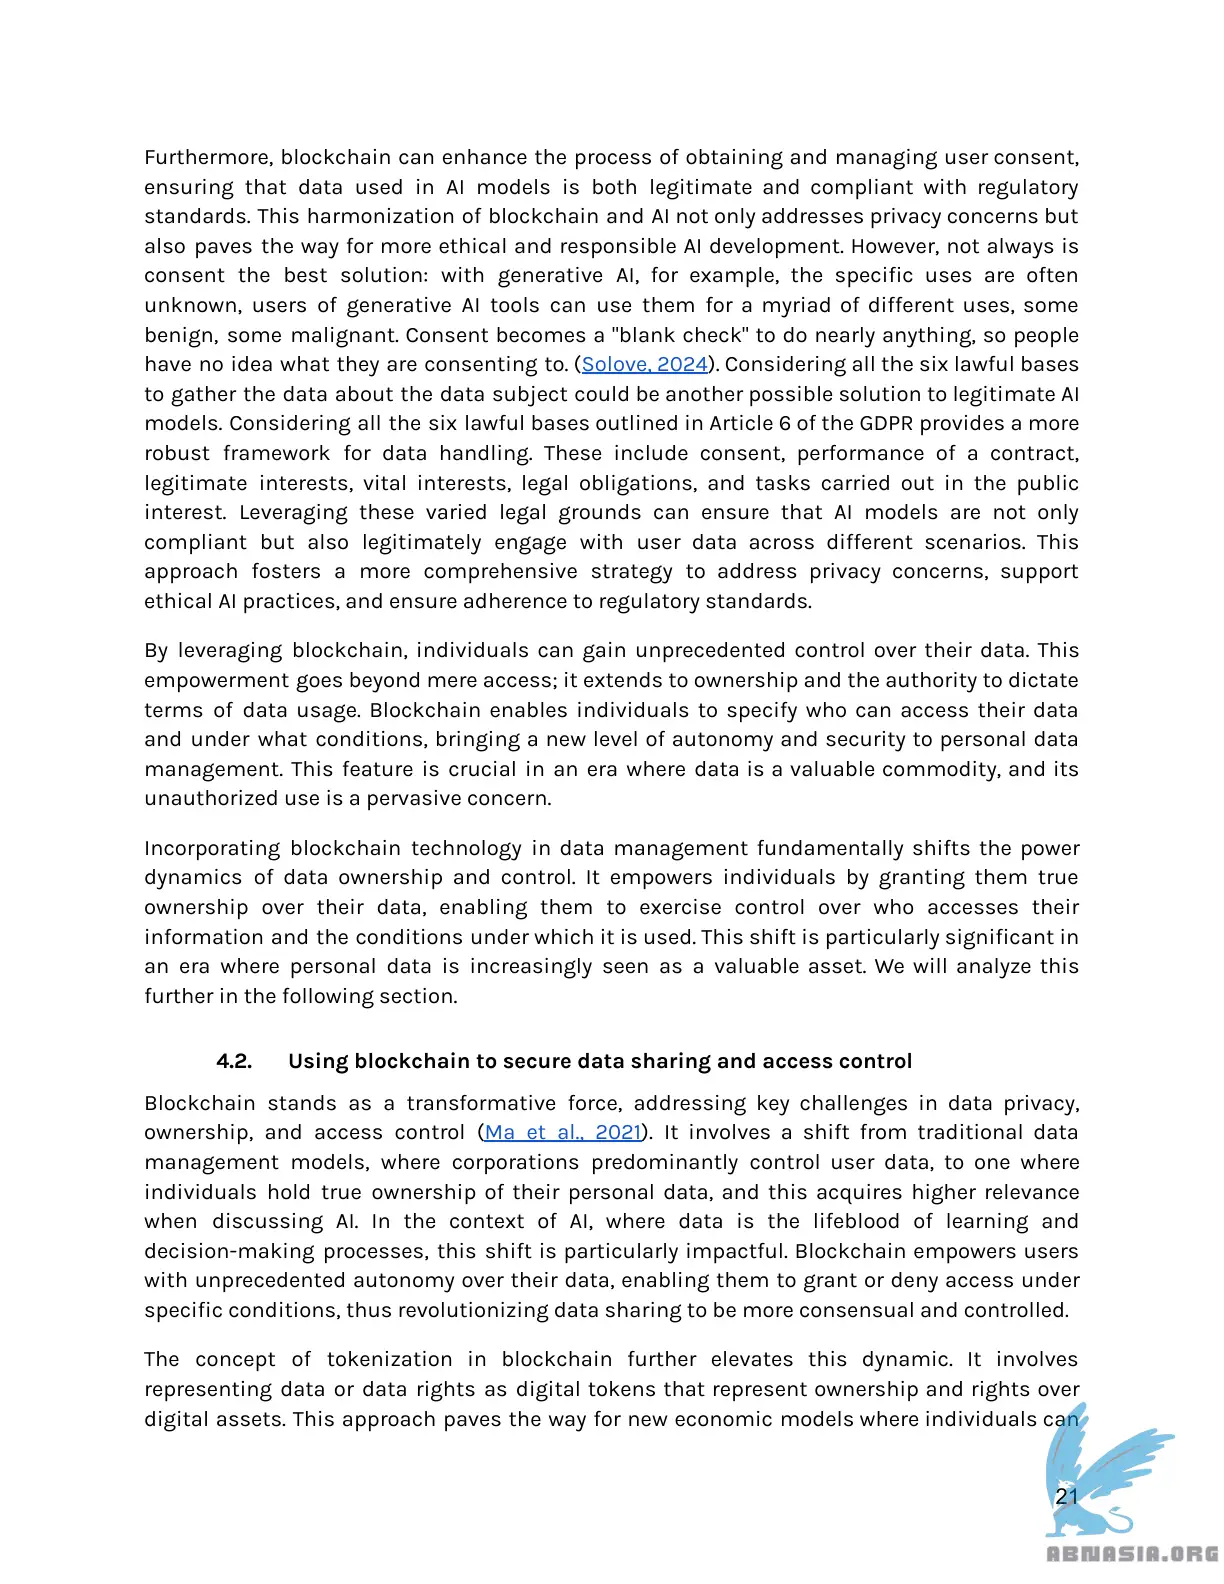 Furthermore, blockchain can enhance the process of obtaining and managing user consent,
ensuring that data used in AI models is both legitimate and compliant with regulatory
standards. This harmonization of blockchain and AI not only addresses privacy concerns but
also paves the way for more ethical and responsible AI development. However, not always is
consent the best solution: with generative AI, for example, the specific uses are often
unknown, users of generative AI tools can use them for a myriad of different uses, some
benign, some malignant. Consent becomes a "blank check" to do nearly anything, so people
have no idea what they are consenting to. (Solove, 2024). Considering all the six lawful bases
to gather the data about the data subject could be another possible solution to legitimate AI
models. Considering all the six lawful bases outlined in Article 6 of the GDPR provides a more
robust framework for data handling. These include consent, performance of a contract,
legitimate interests, vital interests, legal obligations, and tasks carried out in the public
interest. Leveraging these varied legal grounds can ensure that AI models are not only
compliant but also legitimately engage with user data across different scenarios. This
approach fosters a more comprehensive strategy to address privacy concerns, support
ethical AI practices, and ensure adherence to regulatory standards.
By leveraging blockchain, individuals can gain unprecedented control over their data. This
empowerment goes beyond mere access; it extends to ownership and the authority to dictate
terms of data usage. Blockchain enables individuals to specify who can access their data
and under what conditions, bringing a new level of autonomy and security to personal data
management. This feature is crucial in an era where data is a valuable commodity, and its
unauthorized use is a pervasive concern.
Incorporating blockchain technology in data management fundamentally shifts the power
dynamics of data ownership and control. It empowers individuals by granting them true
ownership over their data, enabling them to exercise control over who accesses their
information and the conditions under which it is used. This shift is particularly significant in
an era where personal data is increasingly seen as a valuable asset. We will analyze this
further in the following section.
4.2. Using blockchain to secure data sharing and access control
Blockchain stands as a transformative force, addressing key challenges in data privacy,
ownership, and access control (Ma et al., 2021). It involves a shift from traditional data
management models, where corporations predominantly control user data, to one where
individuals hold true ownership of their personal data, and this acquires higher relevance
when discussing AI. In the context of AI, where data is the lifeblood of learning and
decision-making processes, this shift is particularly impactful. Blockchain empowers users
with unprecedented autonomy over their data, enabling them to grant or deny access under
specific conditions, thus revolutionizing data sharing to be more consensual and controlled.
The concept of tokenization in blockchain further elevates this dynamic. It involves
representing data or data rights as digital tokens that represent ownership and rights over
digital assets. This approach paves the way for new economic models where individuals can
21
ABNASIA.ORG